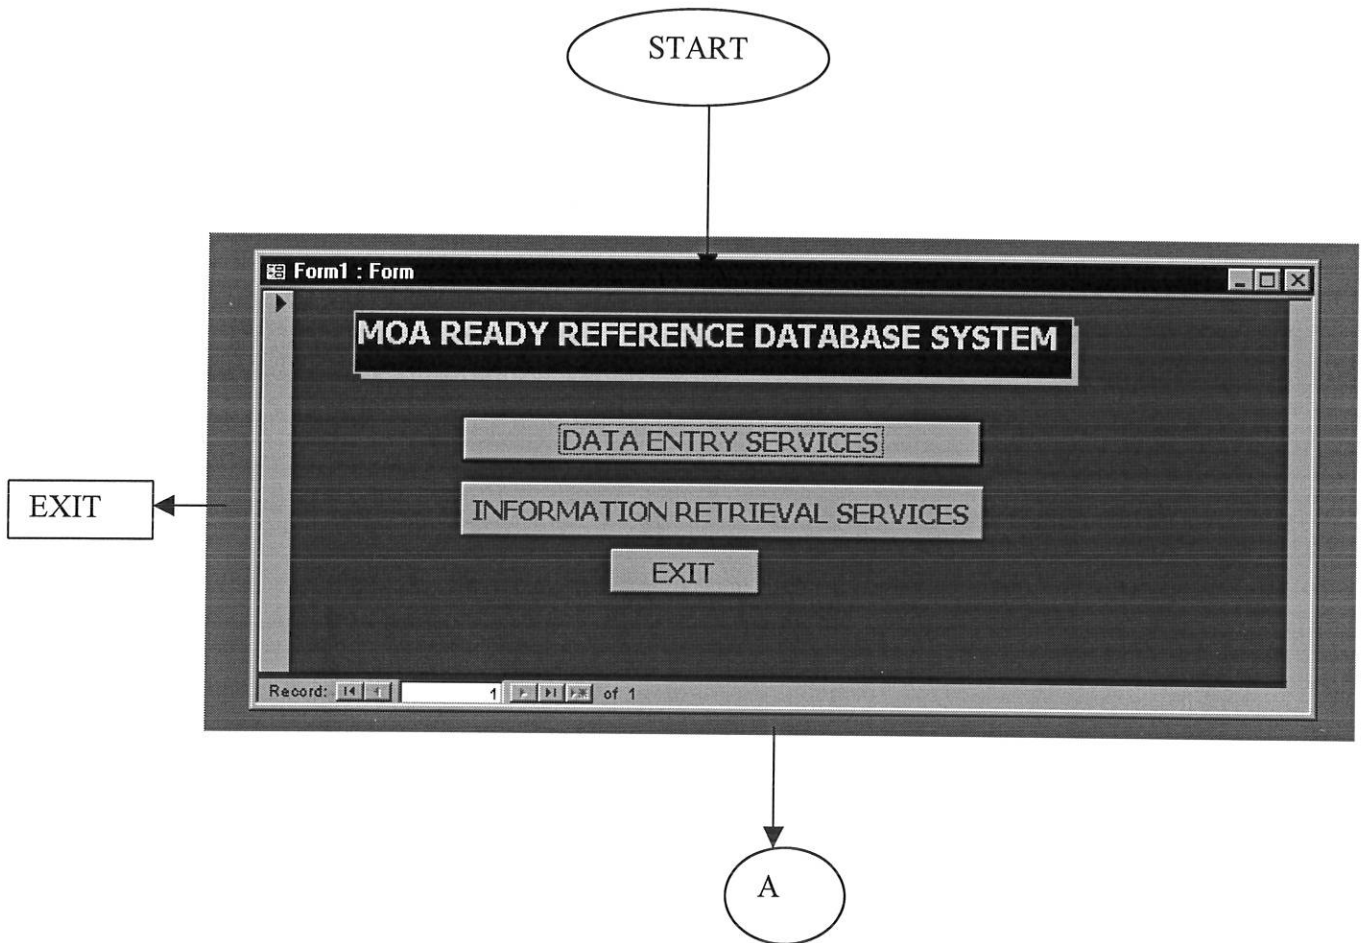 START
Form1 : Form
MOA READY REFERENCE DATABASE SYSTEM
DATA ENTRY SERVICES
INFORMATION RETRIEVAL SERVICES
EXIT
EXIT
Record: 1 of 1
A